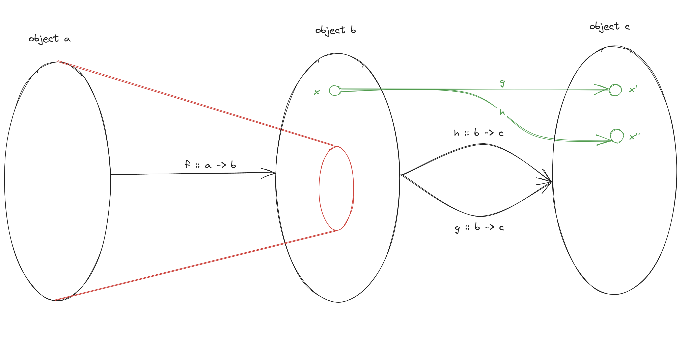 object a
object b
object c
x
g
x'
h
x''
h :: b -> c
f :: a -> b
g :: b -> c